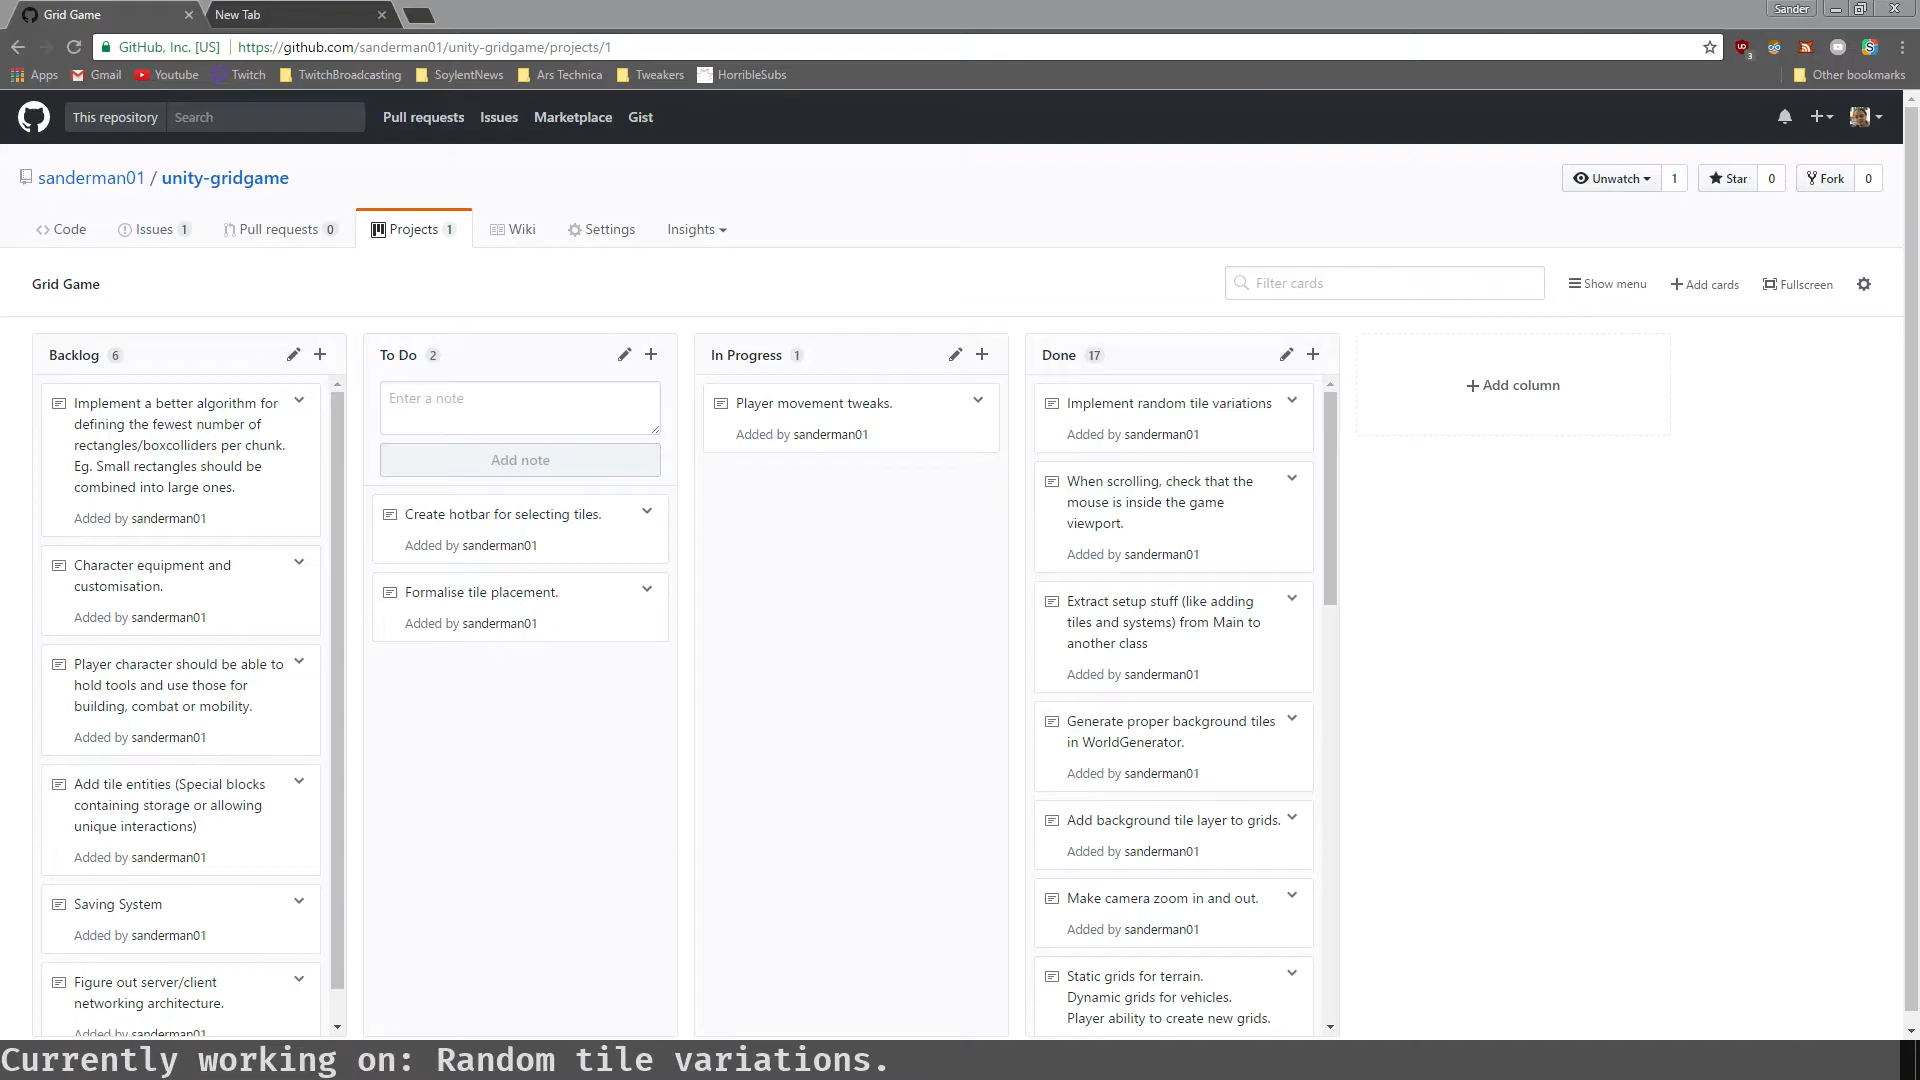 Grid Game
New Tab
Sander
GitHub, Inc. [US]
https://github.com/sanderman01/unity-gridgame/projects/1
3
Apps
Gmail
Youtube
Twitch
TwitchBroadcasting
SoylentNews
Ars Technica
Tweakers
HorribleSubs
Other bookmarks
This repository
Search
Pull requests
Issues
Marketplace
Gist
sanderman01 / unity-gridgame
Unwatch 1
Star 0
Fork 0
Code
Issues 1
Pull requests 0
Projects 1
Wiki
Settings
Insights
Grid Game
Filter cards
Show menu
Add cards
Fullscreen
Backlog 6
Implement a better algorithm for
defining the fewest number of
rectangles/boxcolliders per chunk.
Eg. Small rectangles should be
combined into large ones.
Added by sanderman01
Character equipment and
customisation.
Added by sanderman01
Player character should be able to
hold tools and use those for
building, combat or mobility.
Added by sanderman01
Add tile entities (Special blocks
containing storage or allowing
unique interactions)
Added by sanderman01
Saving System
Added by sanderman01
Figure out server/client
networking architecture.
Added by sanderman01
To Do 2
Enter a note
Add note
Create hotbar for selecting tiles.
Added by sanderman01
Formalise tile placement.
Added by sanderman01
In Progress 1
Player movement tweaks.
Added by sanderman01
Done 17
Implement random tile variations
Added by sanderman01
When scrolling, check that the
mouse is inside the game
viewport.
Added by sanderman01
Extract setup stuff (like adding
tiles and systems) from Main to
another class
Added by sanderman01
Generate proper background tiles
in WorldGenerator.
Added by sanderman01
Add background tile layer to grids.
Added by sanderman01
Make camera zoom in and out.
Added by sanderman01
Static grids for terrain.
Dynamic grids for vehicles.
Player ability to create new grids.
Add column
Currently working on: Random tile variations.